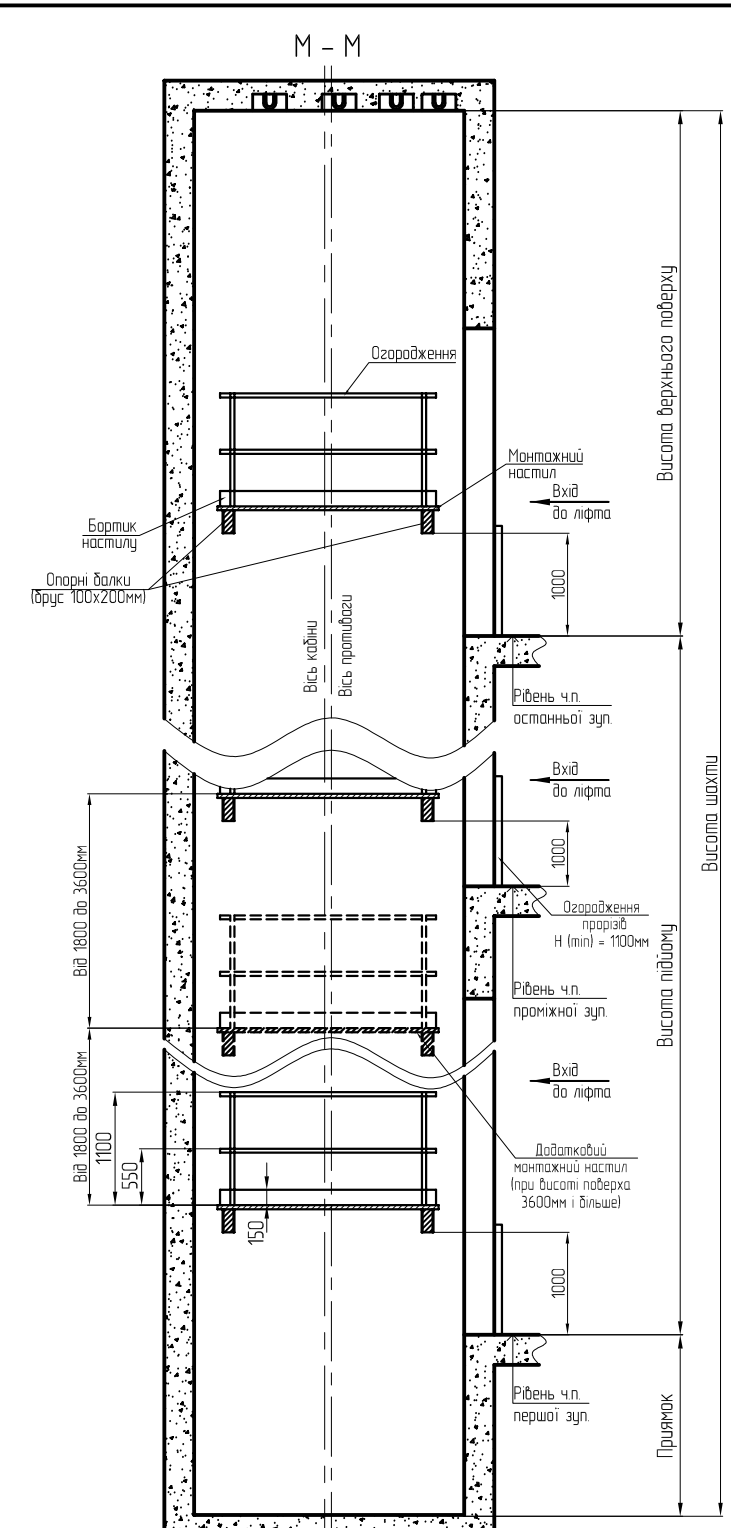 М – М
Висота верхнього поверху
Огородження
Монтажний
настил
Вхід
до ліфта
Бортик
настилу
Опорні балки
(брус 100х200мм)
1000
Вісь кабіни
Вісь противаги
Рівень ч.п.
останньої зуп.
Вхід
до ліфта
Висота шахти
1000
Від 1800 до 3600мм
Огородження
прорізів
H (min) = 1100мм
Рівень ч.п.
проміжної зуп.
Висота підйому
Вхід
до ліфта
Від 1800 до 3600мм
1100
550
150
Додатковий
монтажний настил
(при висоті поверха
3600мм і більше)
1000
Рівень ч.п.
першої зуп.
Приямок